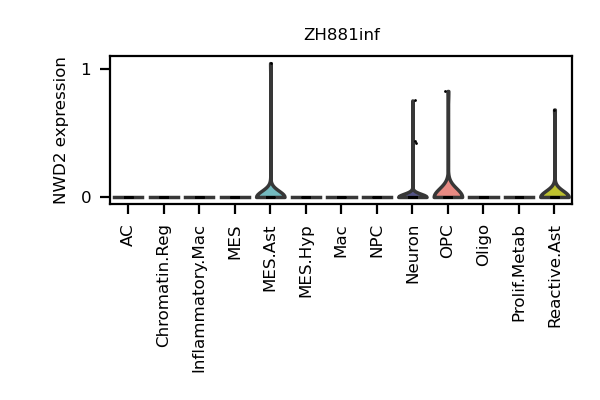 ZH881inf
NWD2 expression
1
0
AC
Chromatin.Reg
Inflammatory.Mac
MES
MES.Ast
MES.Hyp
Mac
NPC
Neuron
OPC
Oligo
Prolif.Metab
Reactive.Ast